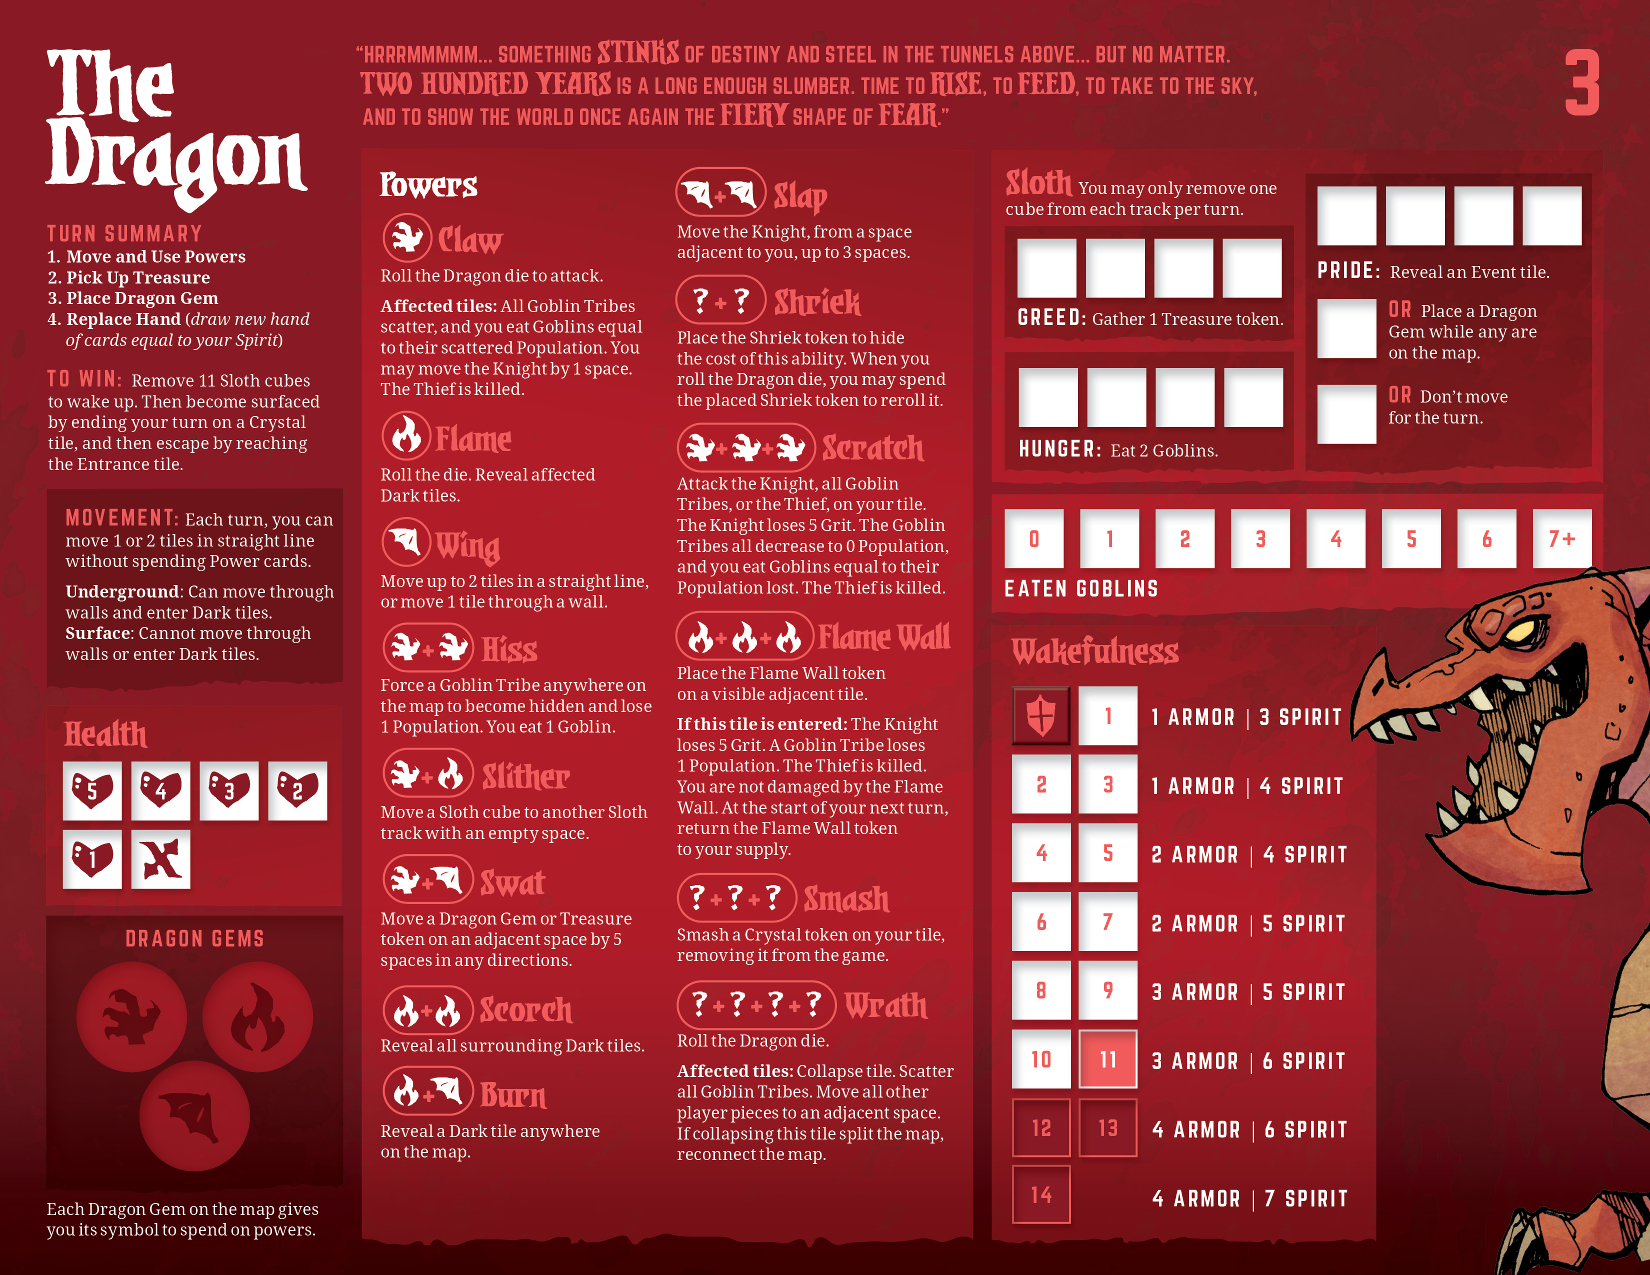 The
Dragon
"HRRRMMMMM... SOMETHING STINKS OF DESTINY AND STEEL IN THE TUNNELS ABOVE... BUT NO MATTER.
TWO HUNDRED YEARS IS A LONG ENOUGH SLUMBER. TIME TO RISE, TO FEED, TO TAKE TO THE SKY,
AND TO SHOW THE WORLD ONCE AGAIN THE FIERY SHAPE OF FEAR."
3
TURN SUMMARY
1. Move and Use Powers
2. Pick Up Treasure
3. Place Dragon Gem
4. Replace Hand (draw new hand
of cards equal to your Spirit)
TO WIN: Remove 11 Sloth cubes
to wake up. Then become surfaced
by ending your turn on a Crystal
tile, and then escape by reaching
the Entrance tile.
MOVEMENT: Each turn, you can
move 1 or 2 tiles in straight line
without spending Power cards.
Underground: Can move through
walls and enter Dark tiles.
Surface: Cannot move through
walls or enter Dark tiles.
Health
5 4 3 2
1
DRAGON GEMS
Each Dragon Gem on the map gives
you its symbol to spend on powers.
Powers
Claw
Roll the Dragon die to attack.
Affected tiles: All Goblin Tribes
scatter, and you eat Goblins equal
to their scattered Population. You
may move the Knight by 1 space.
The Thief is killed.
Flame
Roll the die. Reveal affected
Dark tiles.
Wing
Move up to 2 tiles in a straight line,
or move 1 tile through a wall.
+ Hiss
Force a Goblin Tribe anywhere on
the map to become hidden and lose
1 Population. You eat 1 Goblin.
+ Slither
Move a Sloth cube to another Sloth
track with an empty space.
+ Swat
Move a Dragon Gem or Treasure
token on an adjacent space by 5
spaces in any directions.
+ Scorch
Reveal all surrounding Dark tiles.
+ Burn
Reveal a Dark tile anywhere
on the map.
+ Slap
Move the Knight, from a space
adjacent to you, up to 3 spaces.
? + ? Shriek
Place the Shriek token to hide
the cost of this ability. When you
roll the Dragon die, you may spend
the placed Shriek token to reroll it.
+ + Scratch
Attack the Knight, all Goblin
Tribes, or the Thief, on your tile.
The Knight loses 5 Grit. The Goblin
Tribes all decrease to 0 Population,
and you eat Goblins equal to their
Population lost. The Thief is killed.
+ + Flame Wall
Place the Flame Wall token
on a visible adjacent tile.
If this tile is entered: The Knight
loses 5 Grit. A Goblin Tribe loses
1 Population. The Thief is killed.
You are not damaged by the Flame
Wall. At the start of your next turn,
return the Flame Wall token
to your supply.
? + ? + ? Smash
Smash a Crystal token on your tile,
removing it from the game.
? + ? + ? + ? Wrath
Roll the Dragon die.
Affected tiles: Collapse tile. Scatter
all Goblin Tribes. Move all other
player pieces to an adjacent space.
If collapsing this tile split the map,
reconnect the map.
Sloth You may only remove one
cube from each track per turn.
GREED: Gather 1 Treasure token.
HUNGER: Eat 2 Goblins.
PRIDE: Reveal an Event tile.
OR Place a Dragon
Gem while any are
on the map.
OR Don't move
for the turn.
0 1 2 3 4 5 6 7+
EATEN GOBLINS
Wakefulness
1 1 ARMOR | 3 SPIRIT
2 3 1 ARMOR | 4 SPIRIT
4 5 2 ARMOR | 4 SPIRIT
6 7 2 ARMOR | 5 SPIRIT
8 9 3 ARMOR | 5 SPIRIT
10 11 3 ARMOR | 6 SPIRIT
12 13 4 ARMOR | 6 SPIRIT
14 4 ARMOR | 7 SPIRIT